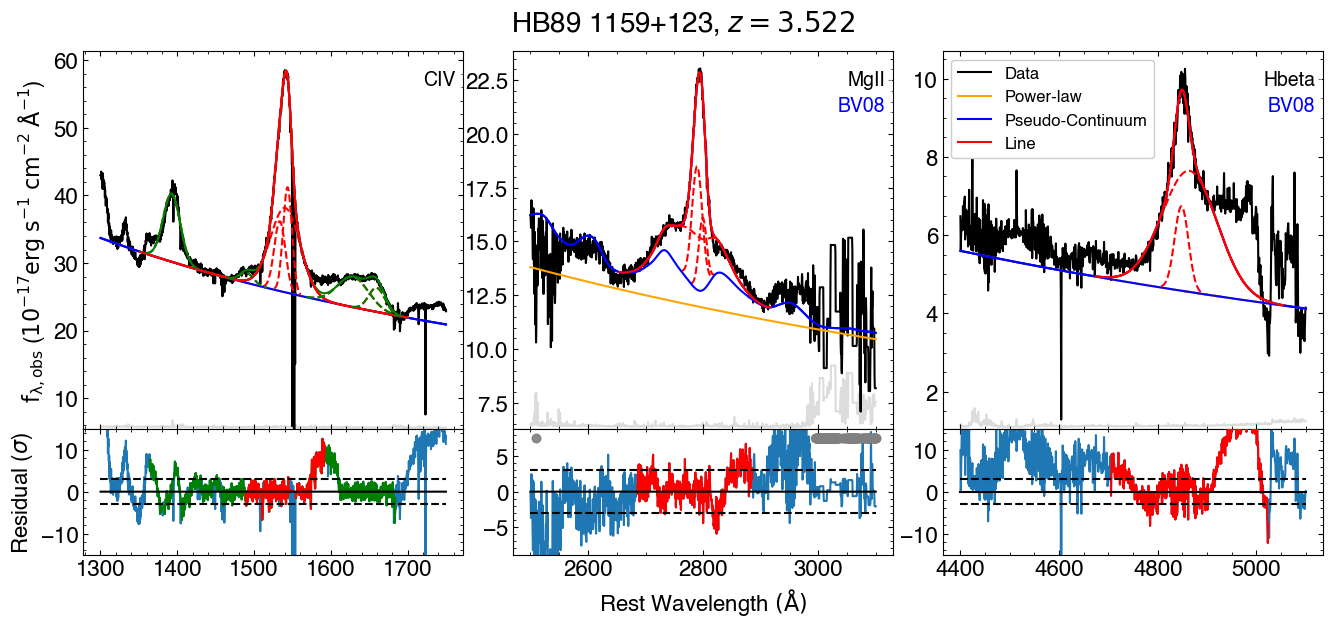 HB89 1159+123, z = 3.522
f_λ,obs (10⁻¹⁷erg s⁻¹ cm⁻² Å⁻¹)
60
50
40
30
20
10
CIV
22.5
20.0
17.5
15.0
12.5
10.0
7.5
MgII
BV08
10
8
6
4
2
Data
Power-law
Pseudo-Continuum
Line
Hbeta
BV08
Residual (σ)
10
0
−10
5
0
−5
10
0
−10
1300 1400 1500 1600 1700
2600 2800 3000
4400 4600 4800 5000
Rest Wavelength (Å)